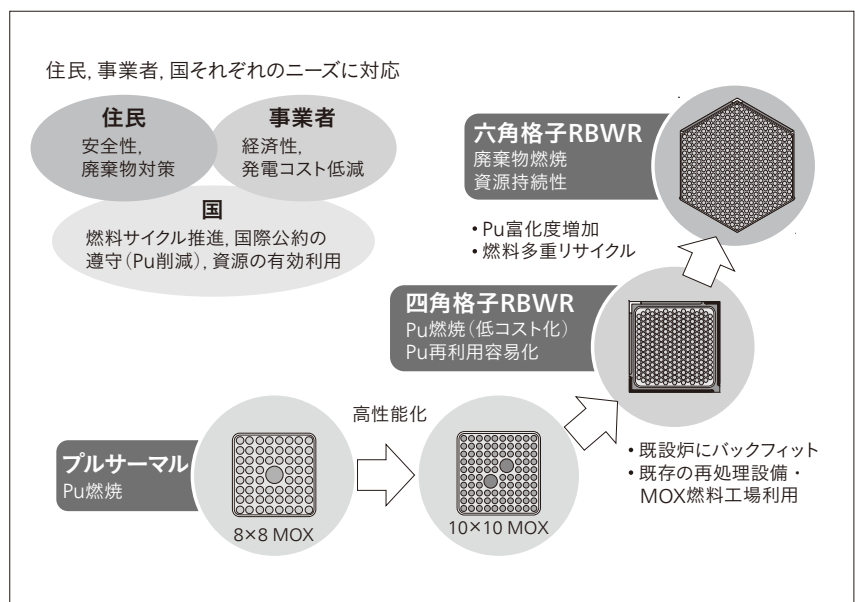 住民, 事業者, 国それぞれのニーズに対応
住民
安全性,
廃棄物対策
事業者
経済性,
発電コスト低減
国
燃料サイクル推進, 国際公約の
遵守（Pu削減）, 資源の有効利用
六角格子RBWR
廃棄物燃焼
資源持続性
• Pu富化度増加
• 燃料多重リサイクル
四角格子RBWR
Pu燃焼（低コスト化）
Pu再利用容易化
• 既設炉にバックフィット
• 既存の再処理設備・
MOX燃料工場利用
高性能化
プルサーマル
Pu燃焼
8×8 MOX
10×10 MOX